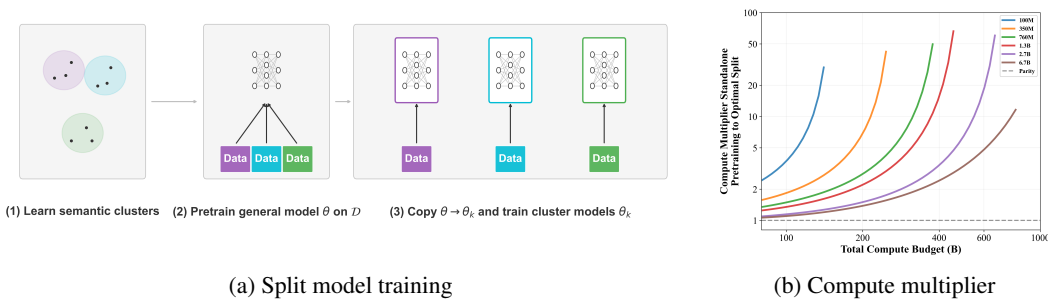 Data Data Data
Data
Data
Data
(1) Learn semantic clusters
(2) Pretrain general model θ on 𝒟
(3) Copy θ → θₖ and train cluster models θₖ
(a) Split model training
Compute Multiplier Standalone
Pretraining to Optimal Split
100
50
20
10
5
2
1
100
200
400
600
1000
Total Compute Budget (B)
100M
350M
760M
1.3B
2.7B
6.7B
Parity
(b) Compute multiplier